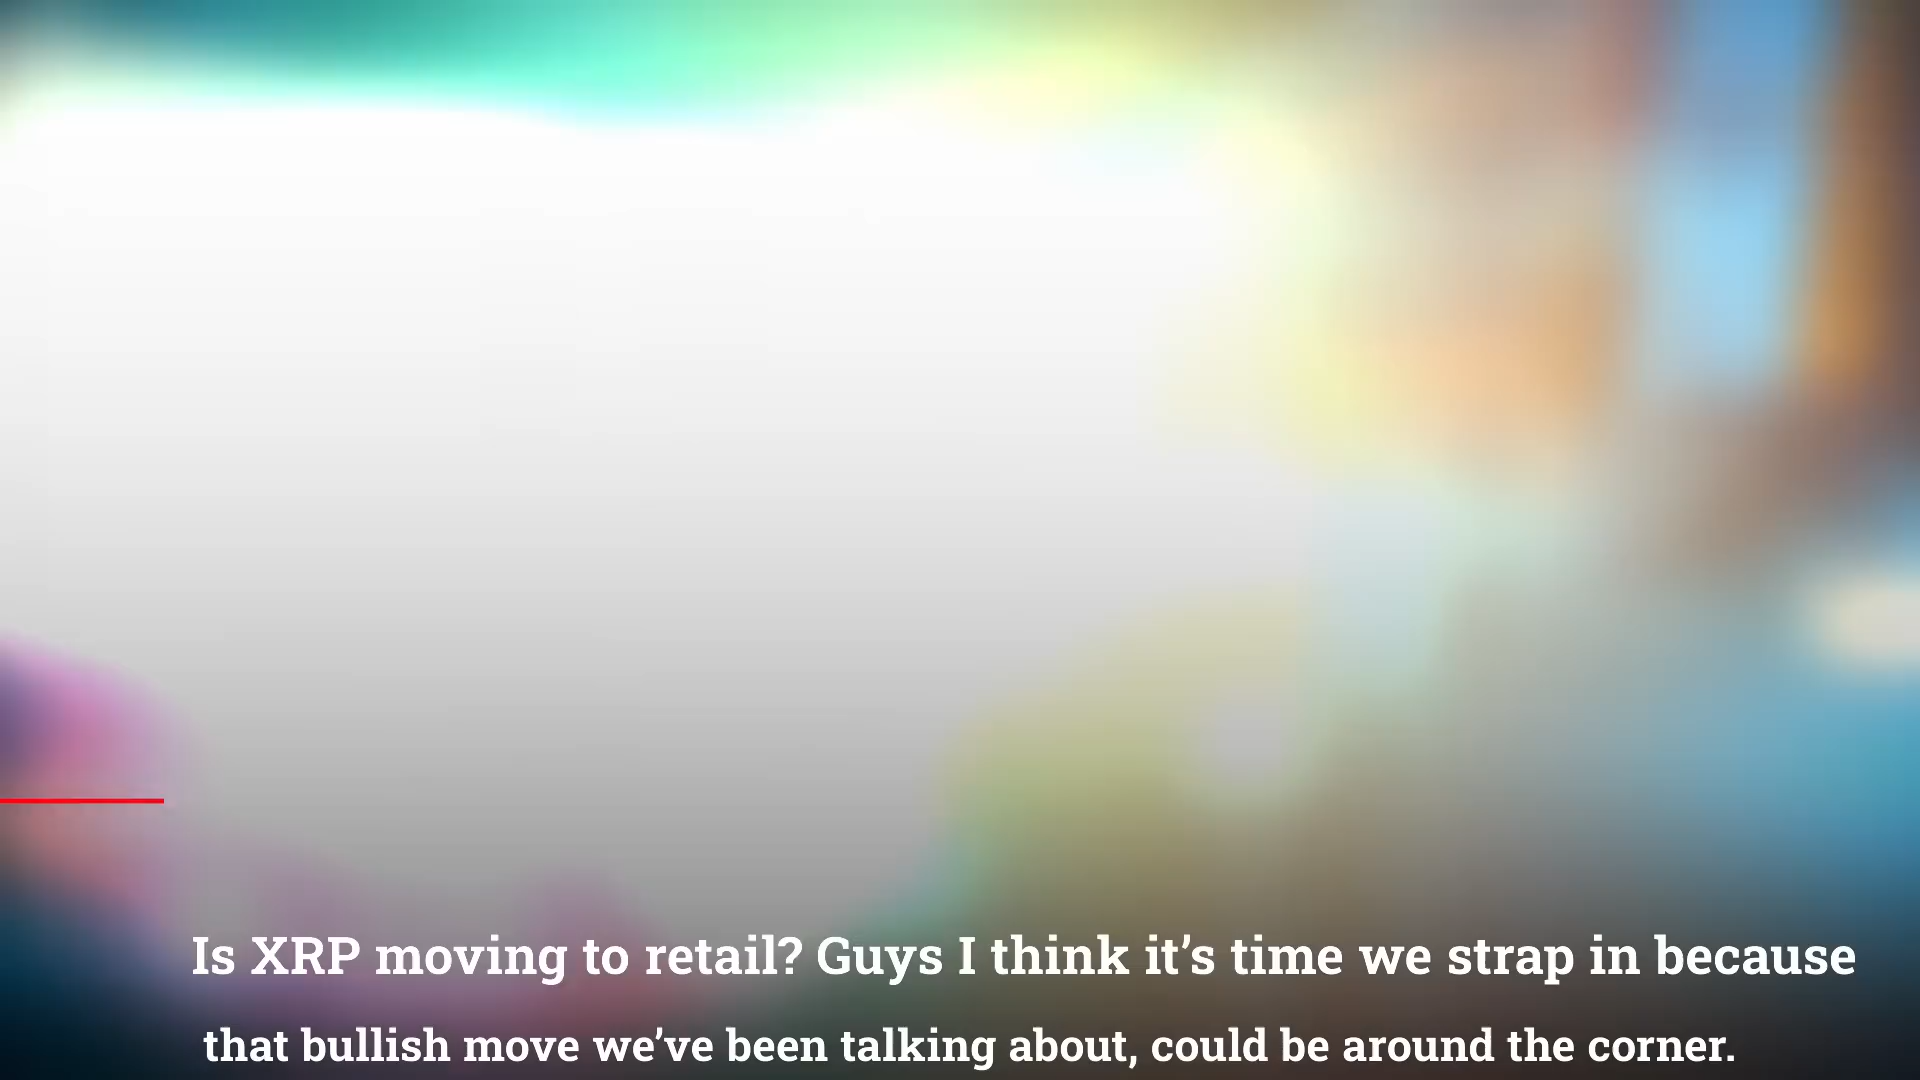 Is XRP moving to retail? Guys I think it’s time we strap in because
that bullish move we’ve been talking about, could be around the corner.